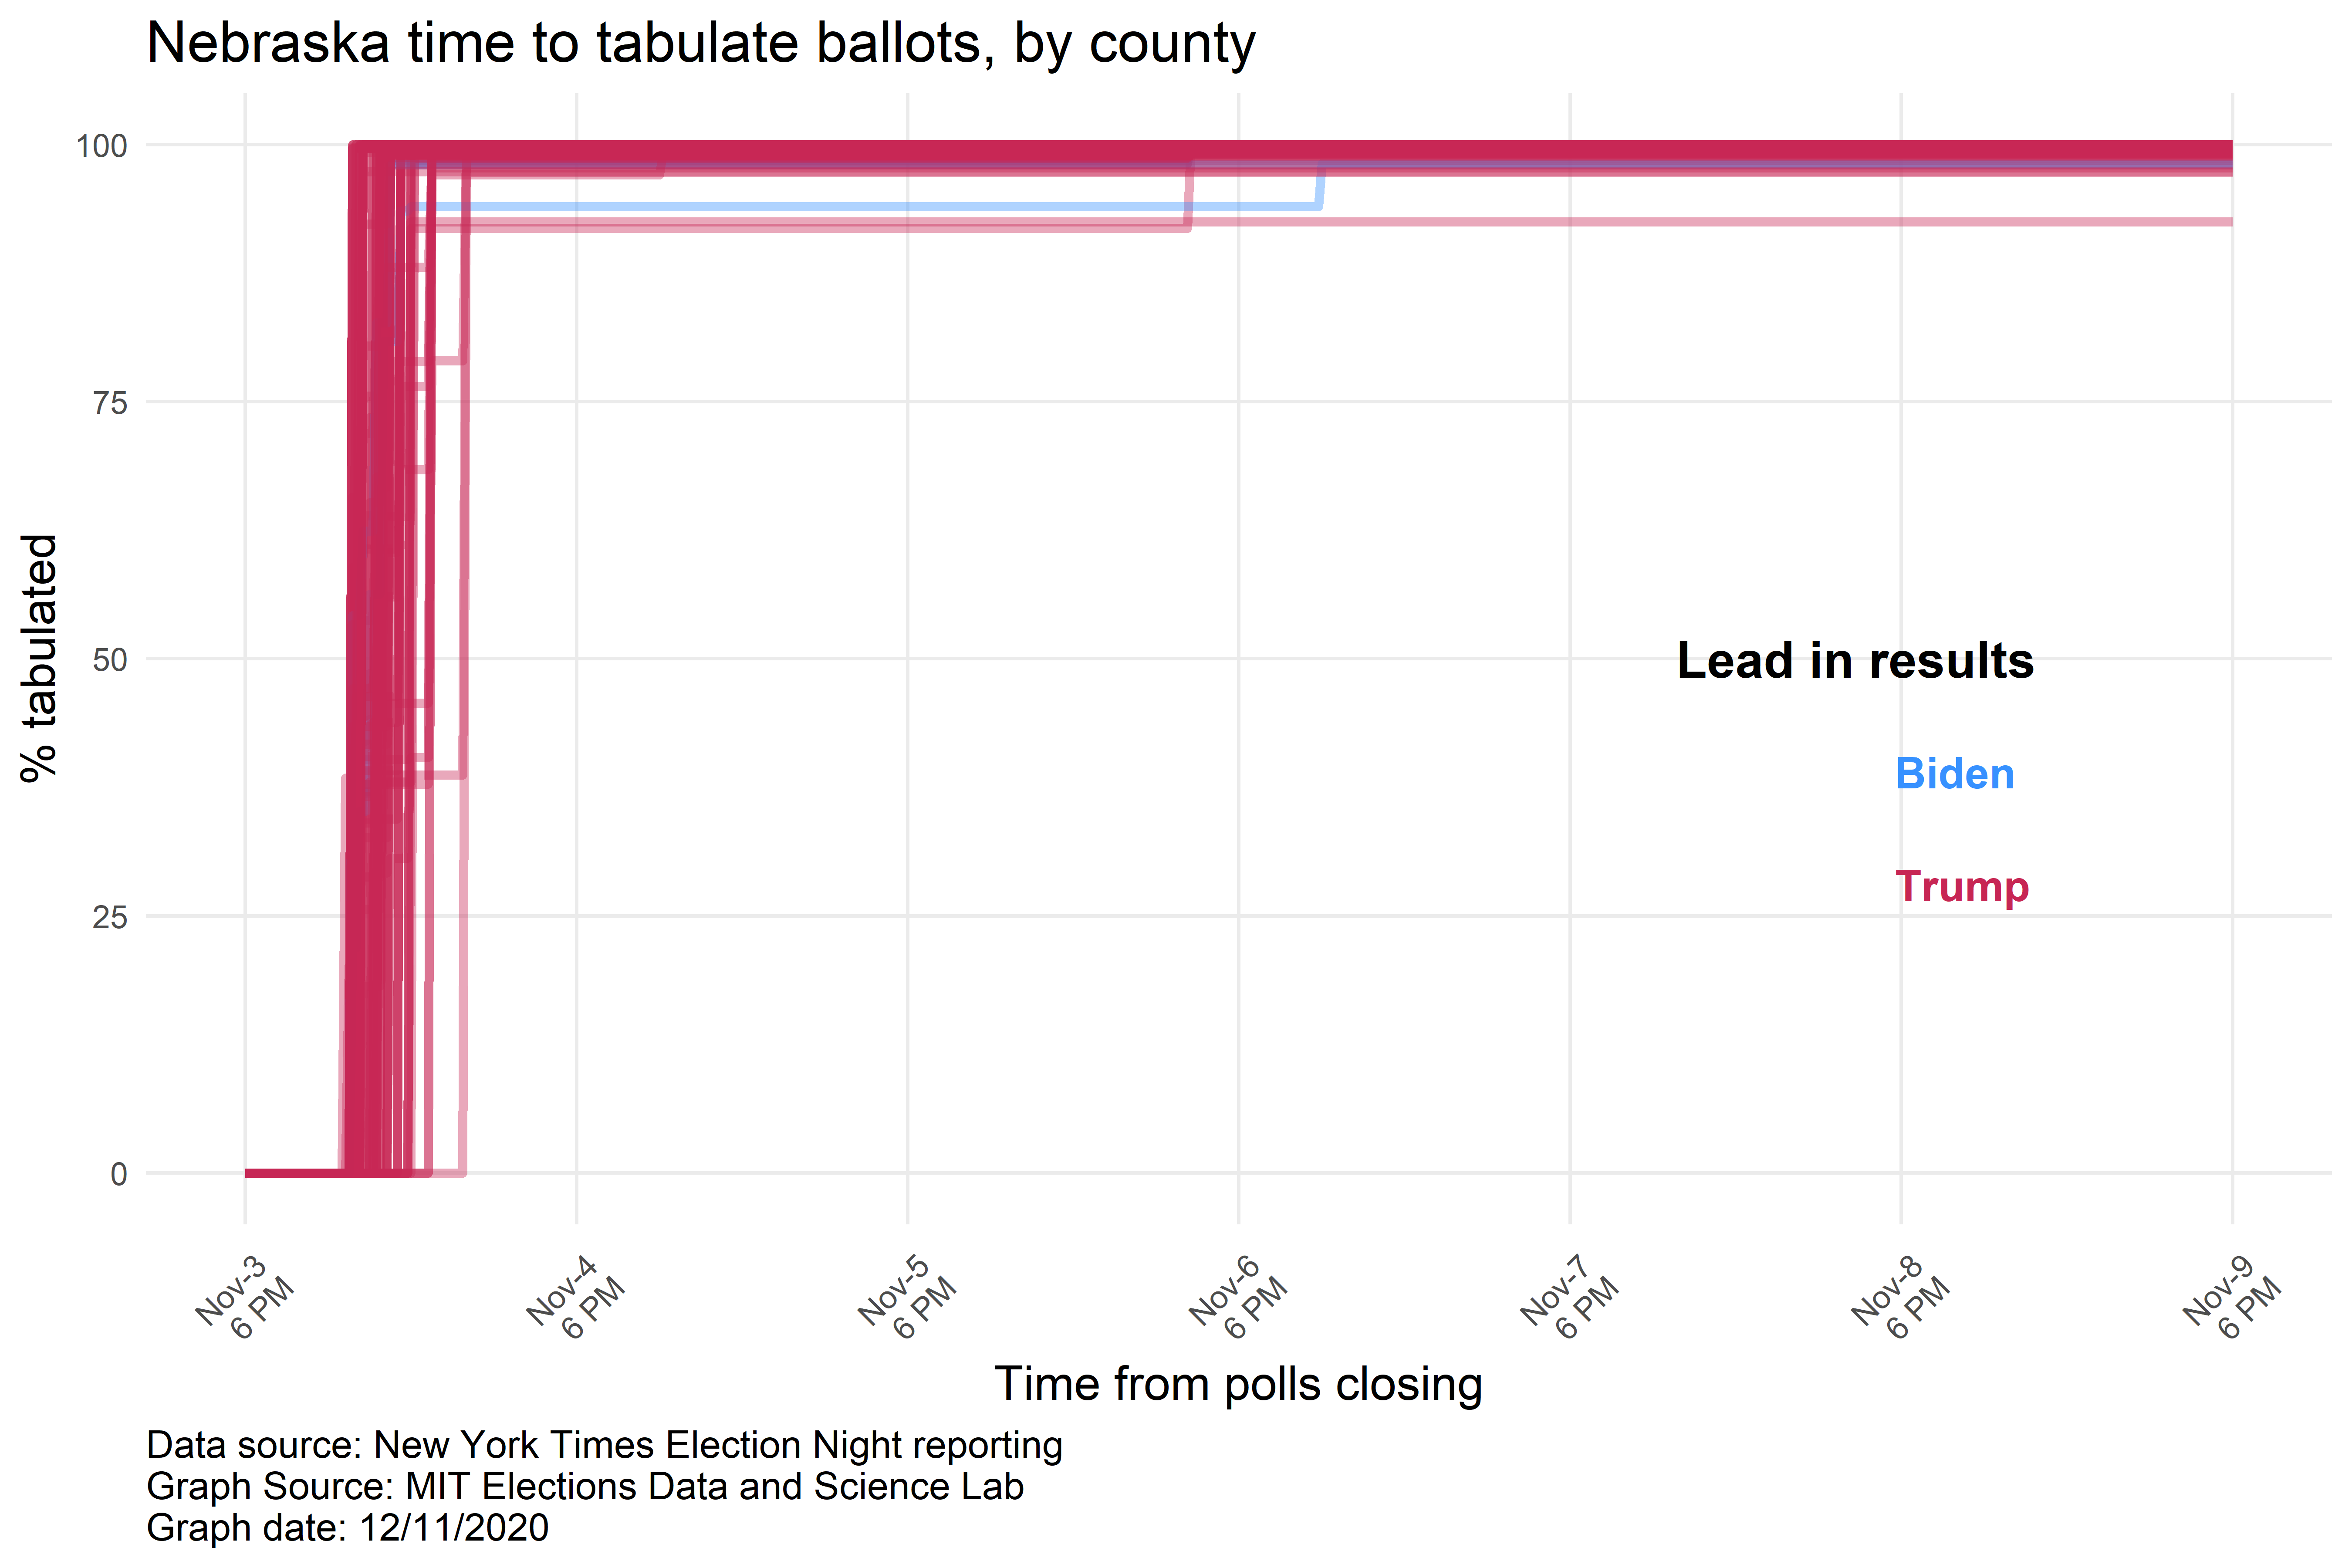 Nebraska time to tabulate ballots, by county
100
75
50
25
0
% tabulated
Lead in results
Biden
Trump
Nov-3
6 PM
Nov-4
6 PM
Nov-5
6 PM
Nov-6
6 PM
Nov-7
6 PM
Nov-8
6 PM
Nov-9
6 PM
Time from polls closing
Data source: New York Times Election Night reporting
Graph Source: MIT Elections Data and Science Lab
Graph date: 12/11/2020